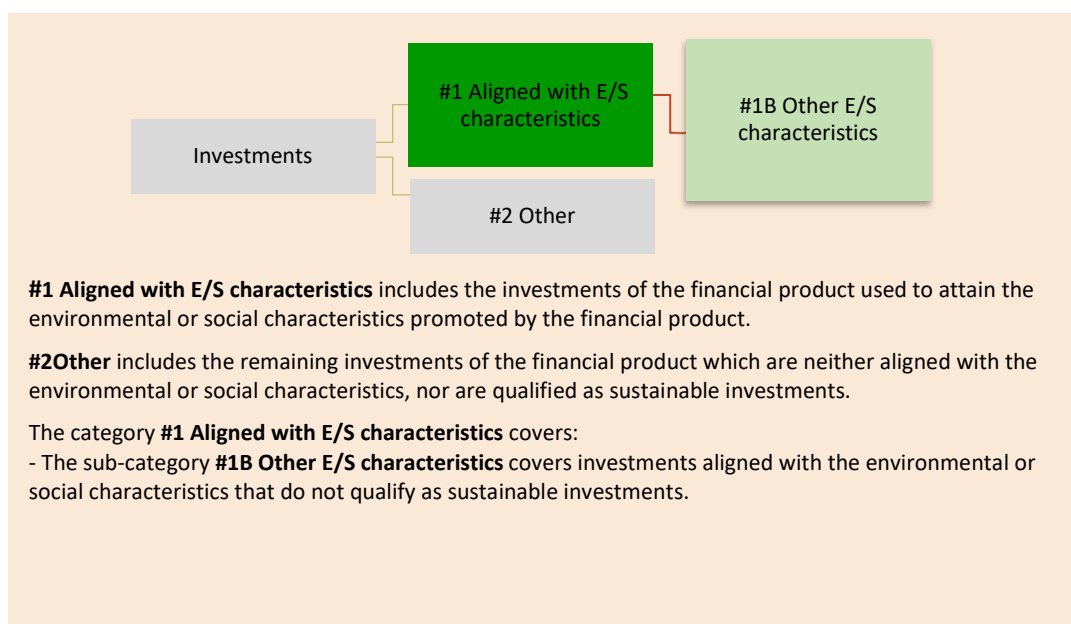 #1 Aligned with E/S
characteristics
#1B Other E/S
characteristics
Investments
#2 Other
#1 Aligned with E/S characteristics includes the investments of the financial product used to attain the
environmental or social characteristics promoted by the financial product.
#2Other includes the remaining investments of the financial product which are neither aligned with the
environmental or social characteristics, nor are qualified as sustainable investments.
The category #1 Aligned with E/S characteristics covers:
- The sub-category #1B Other E/S characteristics covers investments aligned with the environmental or
social characteristics that do not qualify as sustainable investments.